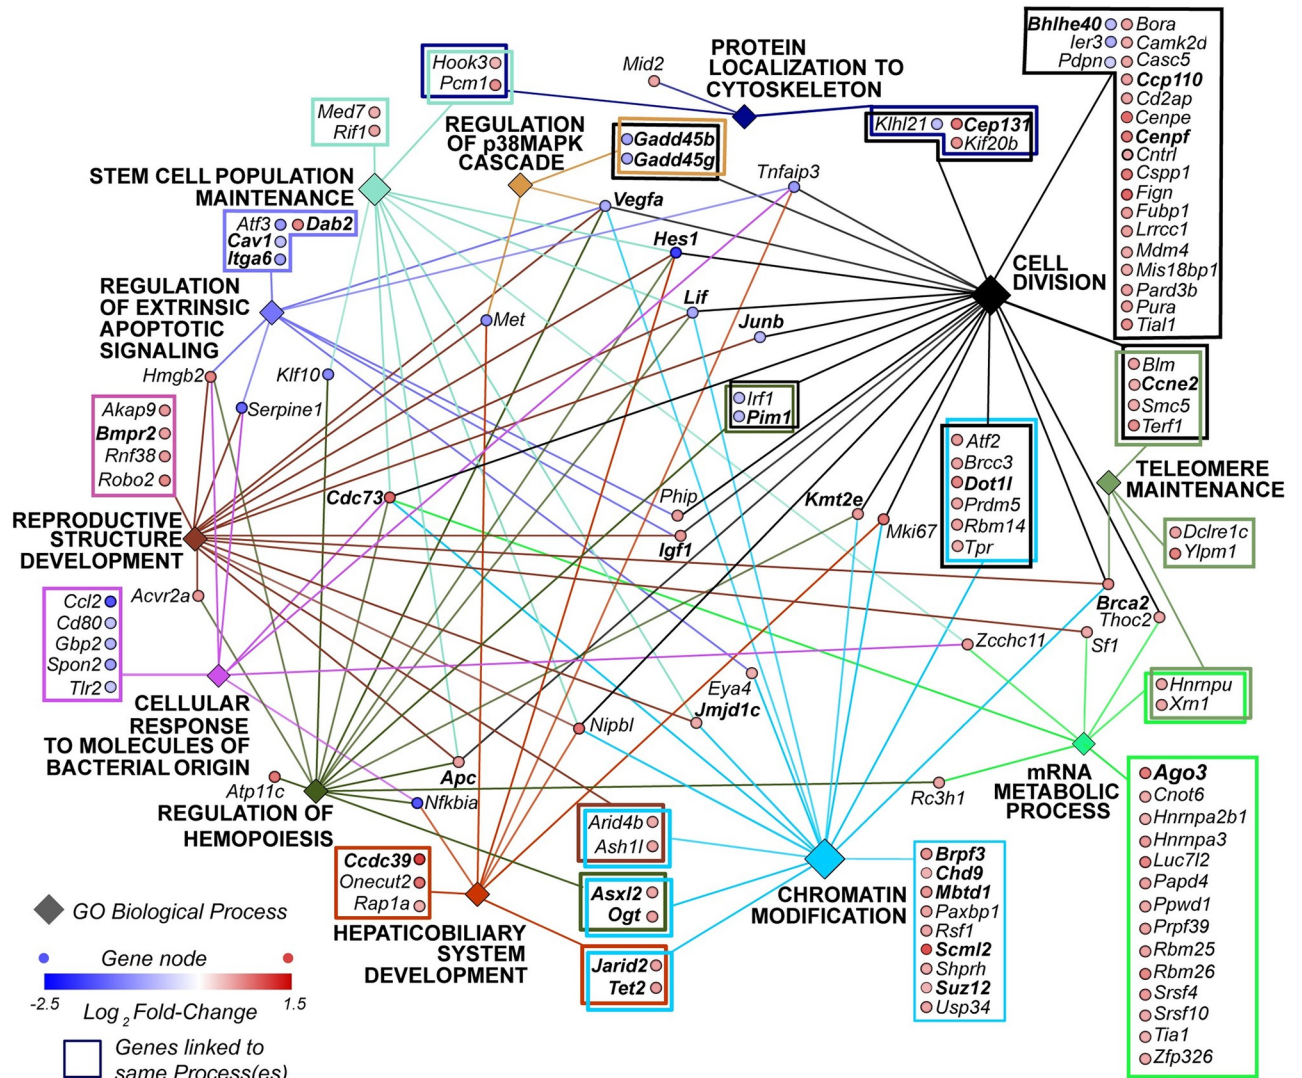 PROTEIN
LOCALIZATION TO
CYTOSKELETON
Mid2
Hook3
Pcm1
Med7
Rif1
REGULATION
OF p38MAPK
CASCADE
Gadd45b
Gadd45g
Klhl21
Cep131
Kif20b
Bhlhe40
Ier3
Pdpn
Bora
Camk2d
Casc5
Ccp110
Cd2ap
Cenpe
Cenpf
Cntrl
Cspp1
Fign
Fubp1
Lrrcc1
Mdm4
Mis18bp1
Pard3b
Pura
Tial1
STEM CELL POPULATION
MAINTENANCE
Tnfaip3
Vegfa
Atf3
Dab2
Cav1
Itga6
Hes1
CELL
DIVISION
REGULATION
OF EXTRINSIC
APOPTOTIC
SIGNALING
Lif
Met
Junb
Hmgb2
Klf10
Serpine1
Irf1
Pim1
Blm
Ccne2
Smc5
Terf1
Akap9
Bmpr2
Rnf38
Robo2
Atf2
Brcc3
Dot1l
Prdm5
Rbm14
Tpr
TELEOMERE
MAINTENANCE
Cdc73
Phip
Igf1
Kmt2e
Mki67
Dclre1c
Ylpm1
REPRODUCTIVE
STRUCTURE
DEVELOPMENT
Acvr2a
Brca2
Thoc2
Ccl2
Cd80
Gbp2
Spon2
Tlr2
Zcchc11
Sf1
Eya4
Jmjd1c
Nipbl
Hnrnpu
Xrn1
CELLULAR
RESPONSE
TO MOLECULES OF
BACTERIAL ORIGIN
Apc
Atp11c
Nfkbia
Rc3h1
mRNA
METABOLIC
PROCESS
REGULATION OF
HEMOPOIESIS
Ago3
Cnot6
Hnrnpa2b1
Hnrnpa3
Luc7l2
Papd4
Ppwd1
Prpf39
Rbm25
Rbm26
Srsf4
Srsf10
Tia1
Zfp326
Arid4b
Ash1l
Ccdc39
Onecut2
Rap1a
Asxl2
Ogt
CHROMATIN
MODIFICATION
Brpf3
Chd9
Mbtd1
Paxbp1
Rsf1
Scml2
Shprh
Suz12
Usp34
HEPATICOBILIARY
SYSTEM
DEVELOPMENT
Jarid2
Tet2
GO Biological Process
Gene node
-2.5
1.5
Log2 Fold-Change
Genes linked to
same Process(es)